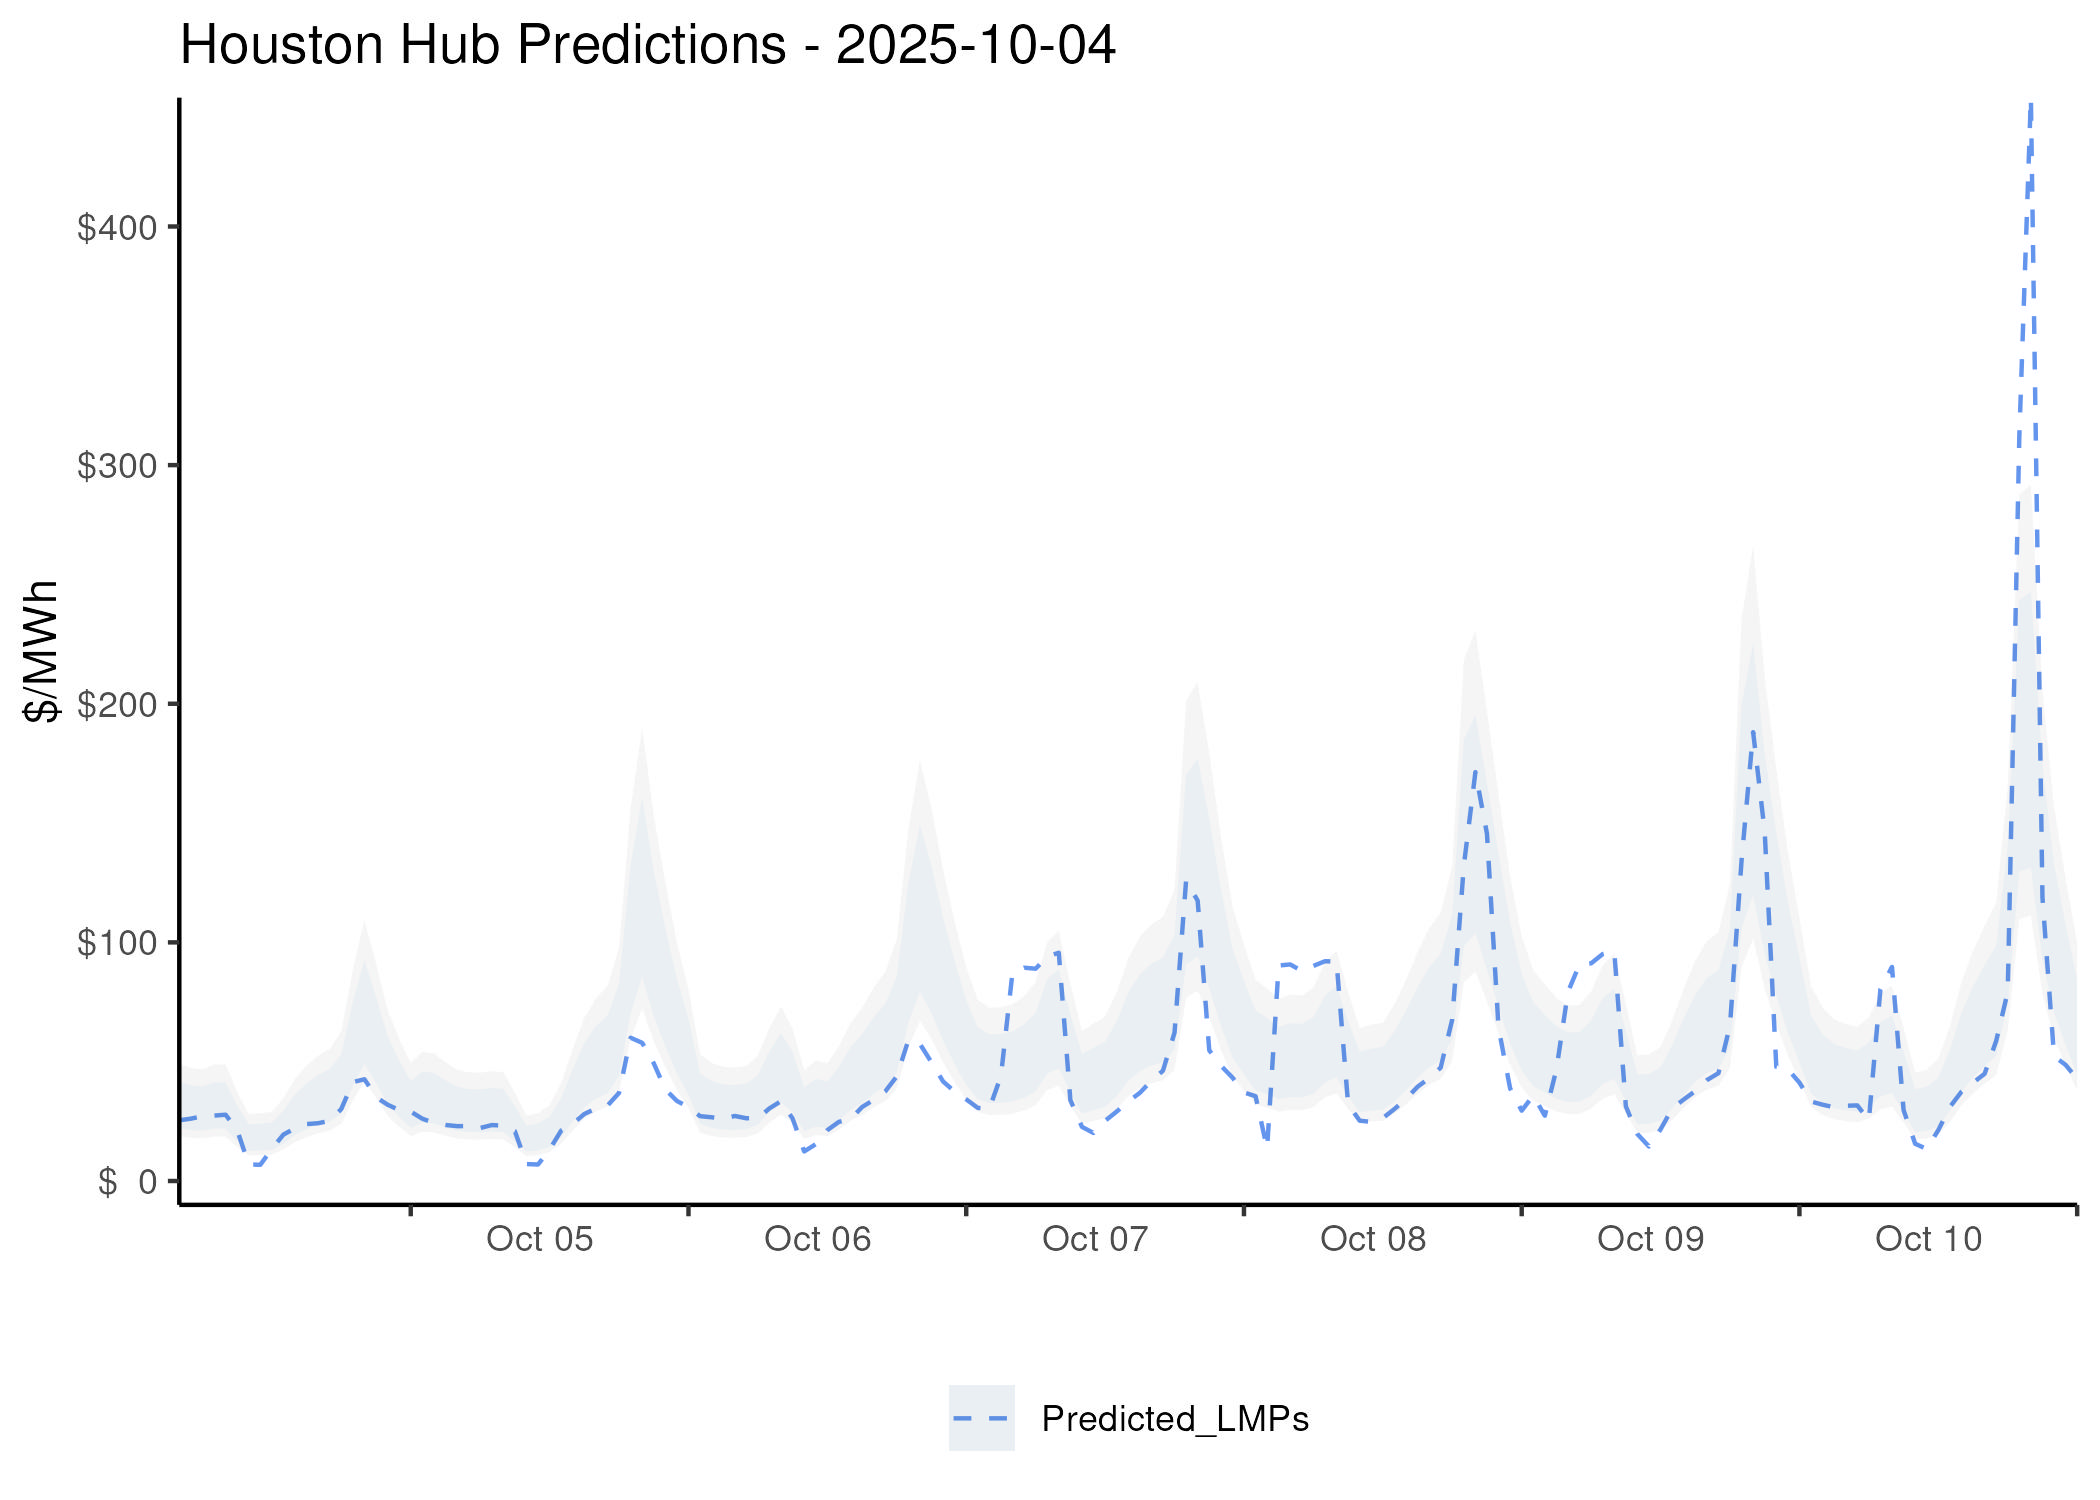 Houston Hub Predictions - 2025-10-04
$/MWh
$400
$300
$200
$100
$  0
Oct 05
Oct 06
Oct 07
Oct 08
Oct 09
Oct 10
Predicted_LMPs